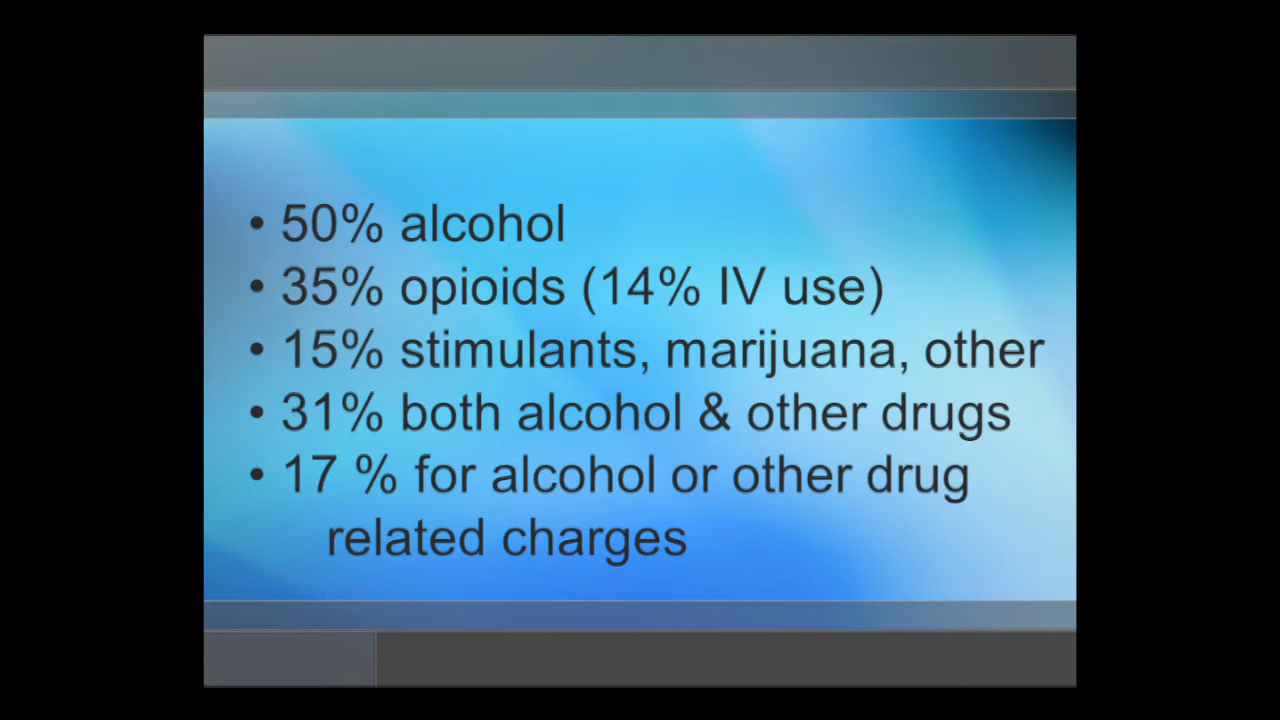 • 50% alcohol
• 35% opioids (14% IV use)
• 15% stimulants, marijuana, other
• 31% both alcohol & other drugs
• 17 % for alcohol or other drug
related charges